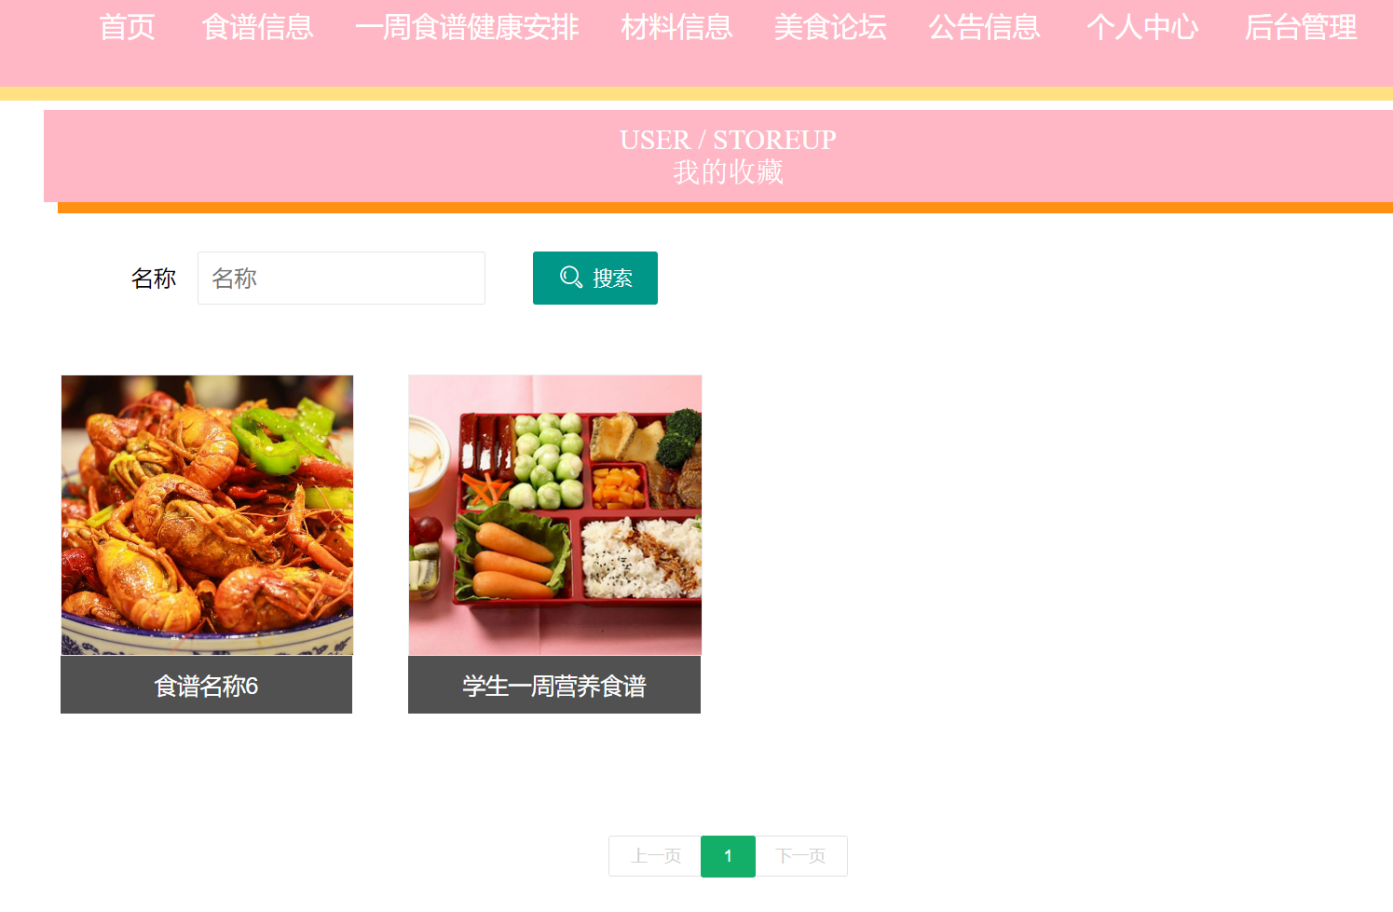 首页 食谱信息 一周食谱健康安排 材料信息 美食论坛 公告信息 个人中心 后台管理
USER / STOREUP
我的收藏
名称 名称 搜索
食谱名称6 学生一周营养食谱
上一页 1 下一页